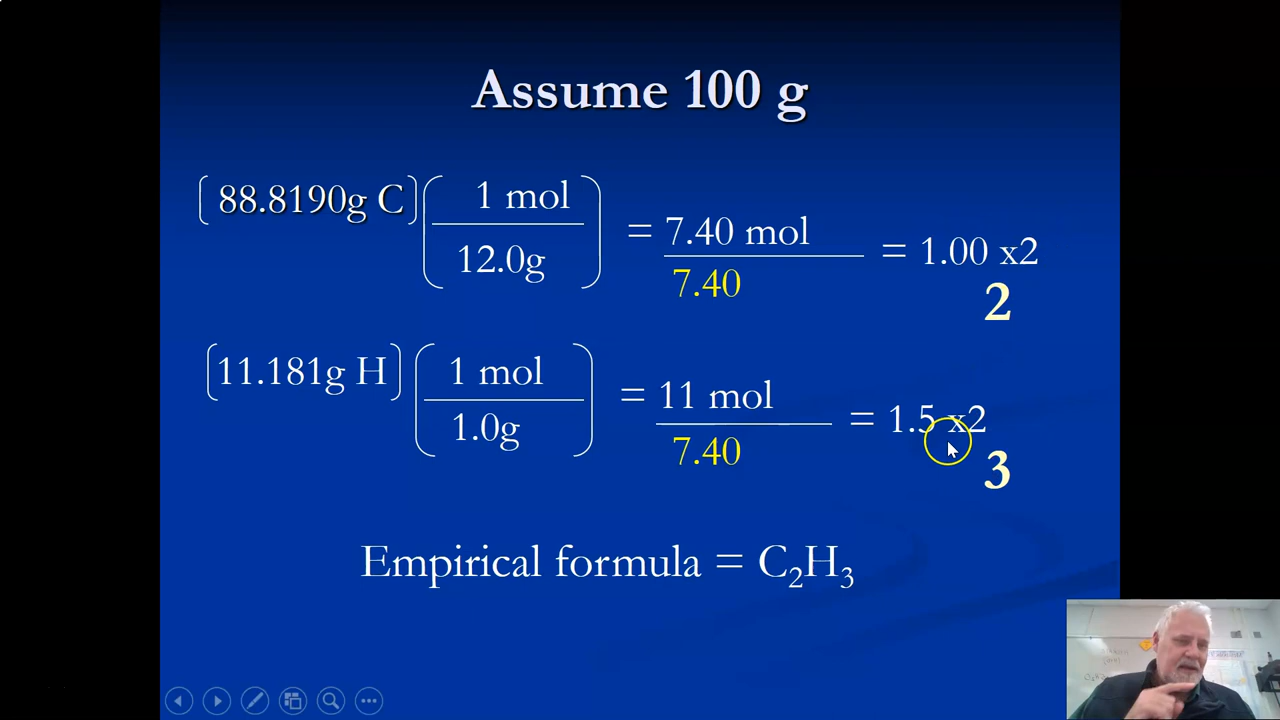 Assume 100 g
88.8190g C
1 mol
12.0g
= 7.40 mol
7.40
= 1.00 x2
2
11.181g H
1 mol
1.0g
= 11 mol
7.40
= 1.5 x2
3
Empirical formula = C₂H₃